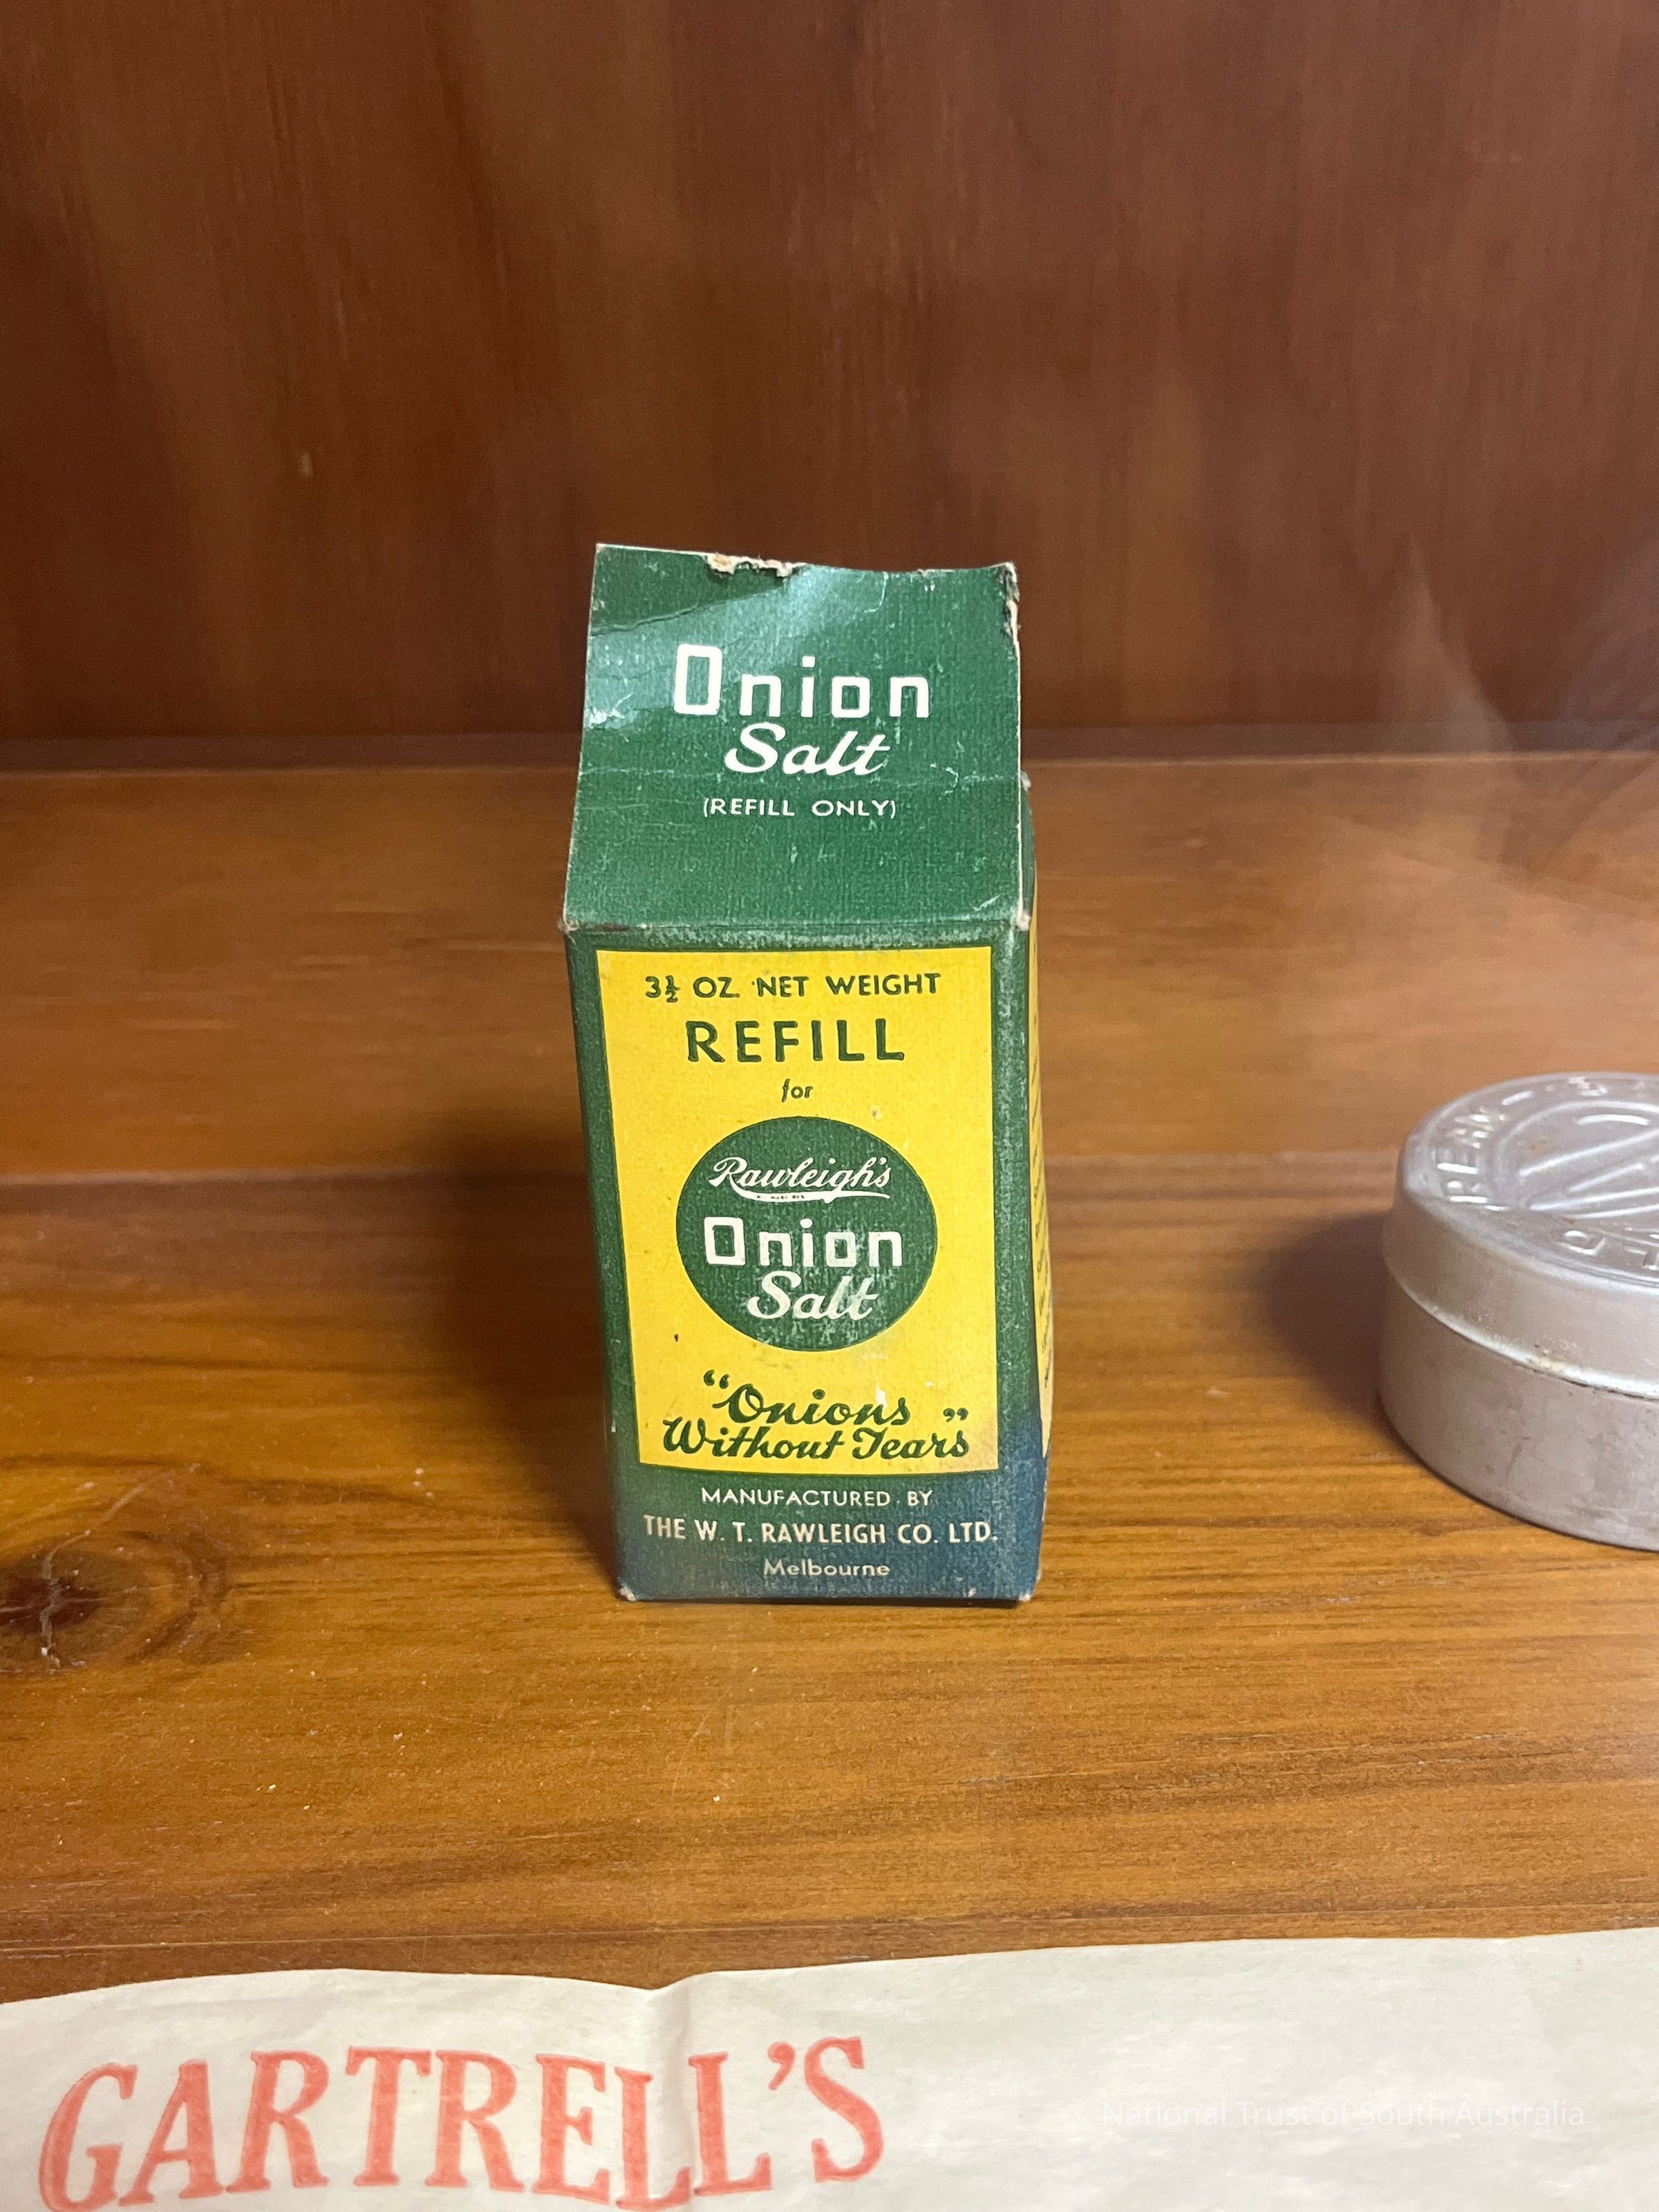 Onion
Salt
(REFILL ONLY)
3½ OZ. NET WEIGHT
REFILL
for
Rawleigh's
Onion
Salt
"Onions
Without Tears"
MANUFACTURED BY
THE W. T. RAWLEIGH CO. LTD.
Melbourne
GARTRELL'S
National Trust of South Australia